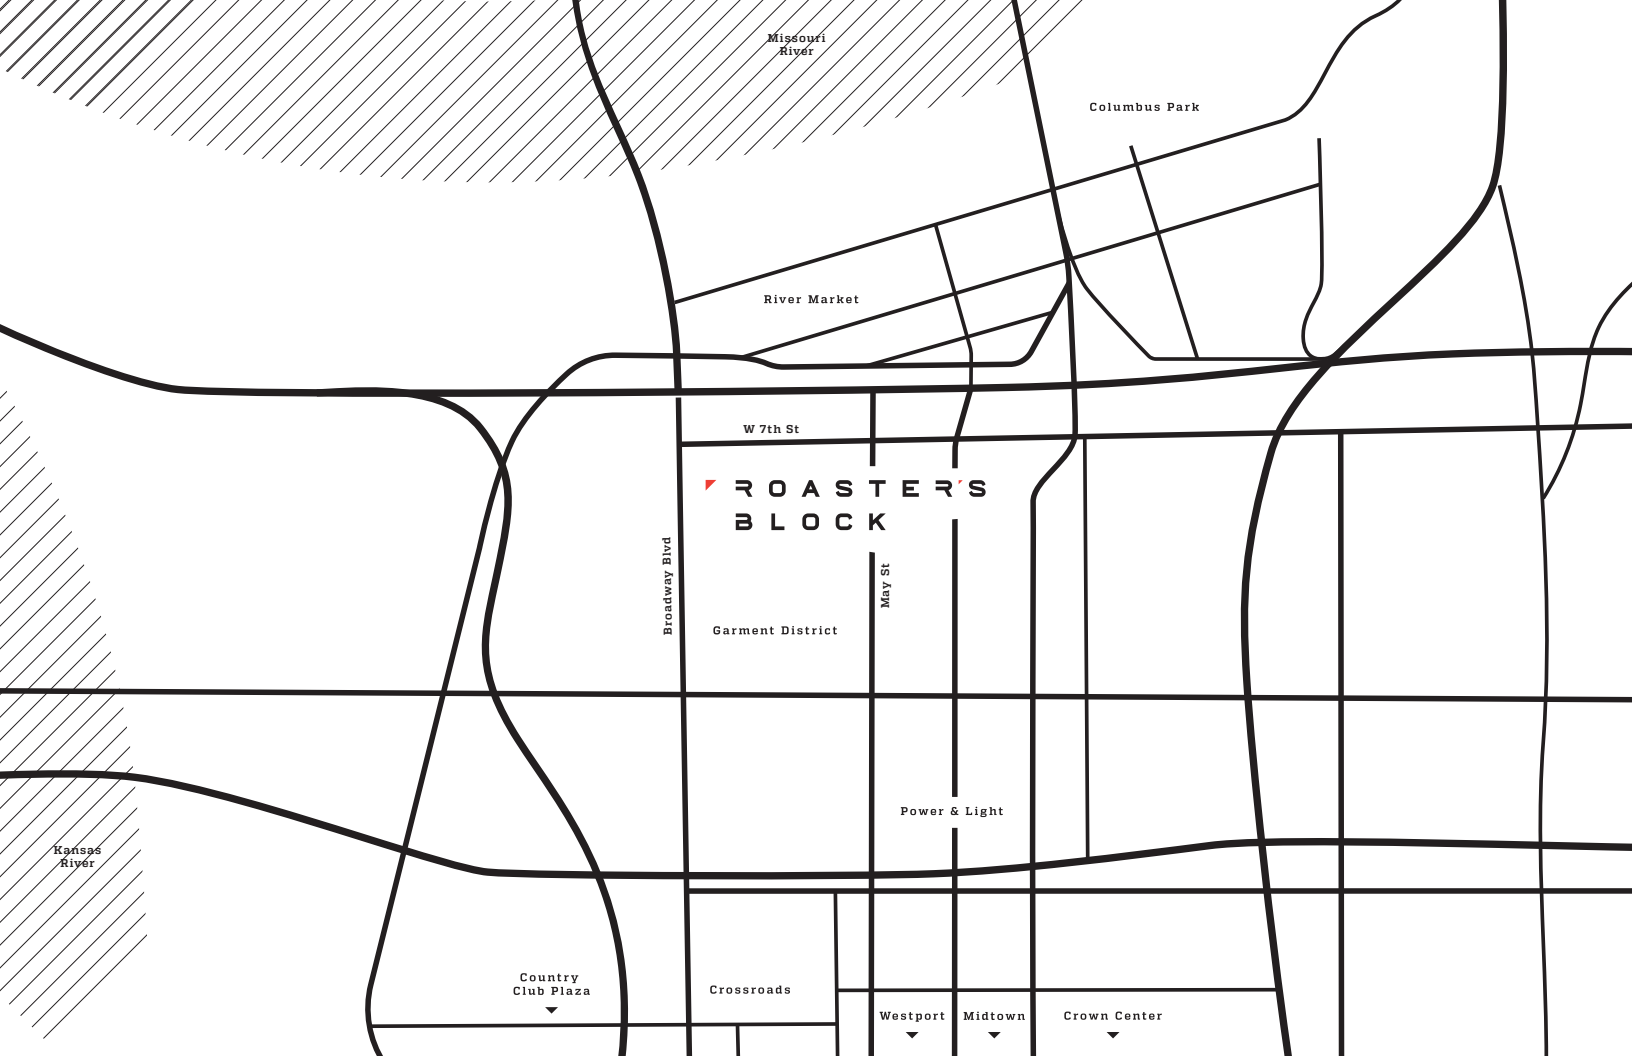 Missouri
River
Columbus Park
River Market
W 7th St
ROASTER'S
BLOCK
Broadway Blvd
May St
Garment District
Power & Light
Kansas
River
Country
Club Plaza
Crossroads
Westport
Midtown
Crown Center